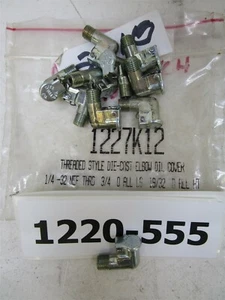 1227K12
THREADED STYLE DIE-CAST ELBOW OIL COVER
1/4 -32 NEF THRD 3/4 O ALL LG 19/32 O ALL HT
1220-555